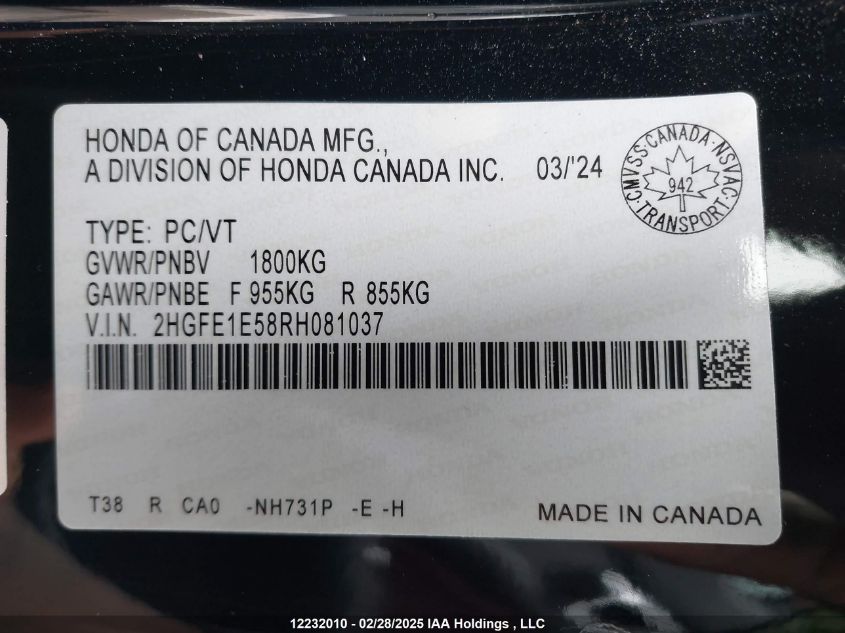 HONDA OF CANADA MFG.,
A DIVISION OF HONDA CANADA INC. 03/'24
CMVSS·CANADA·NSVAC·TRANSPORT
942
TYPE: PC/VT
GVWR/PNBV 1800KG
GAWR/PNBE F 955KG R 855KG
V.I.N. 2HGFE1E58RH081037
T38 R CA0 -NH731P -E -H
MADE IN CANADA
12232010 - 02/28/2025 IAA Holdings , LLC